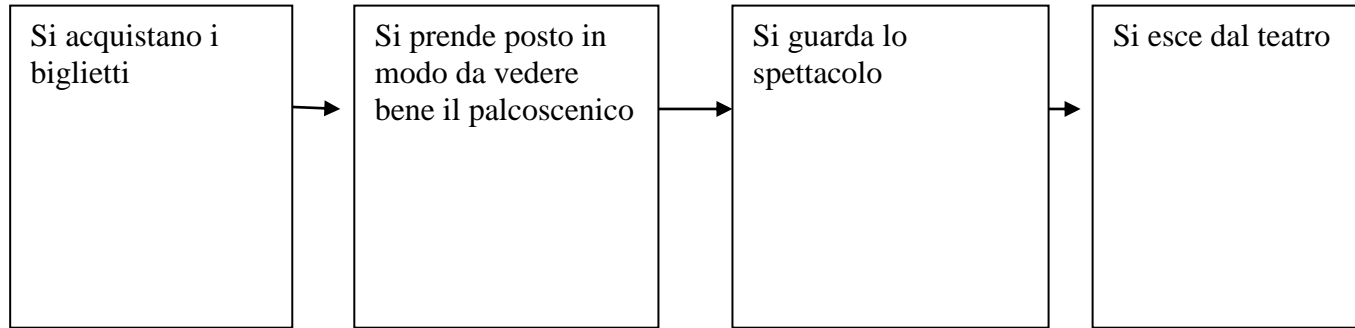 Si acquistano i
biglietti
Si prende posto in
modo da vedere
bene il palcoscenico
Si guarda lo
spettacolo
Si esce dal teatro